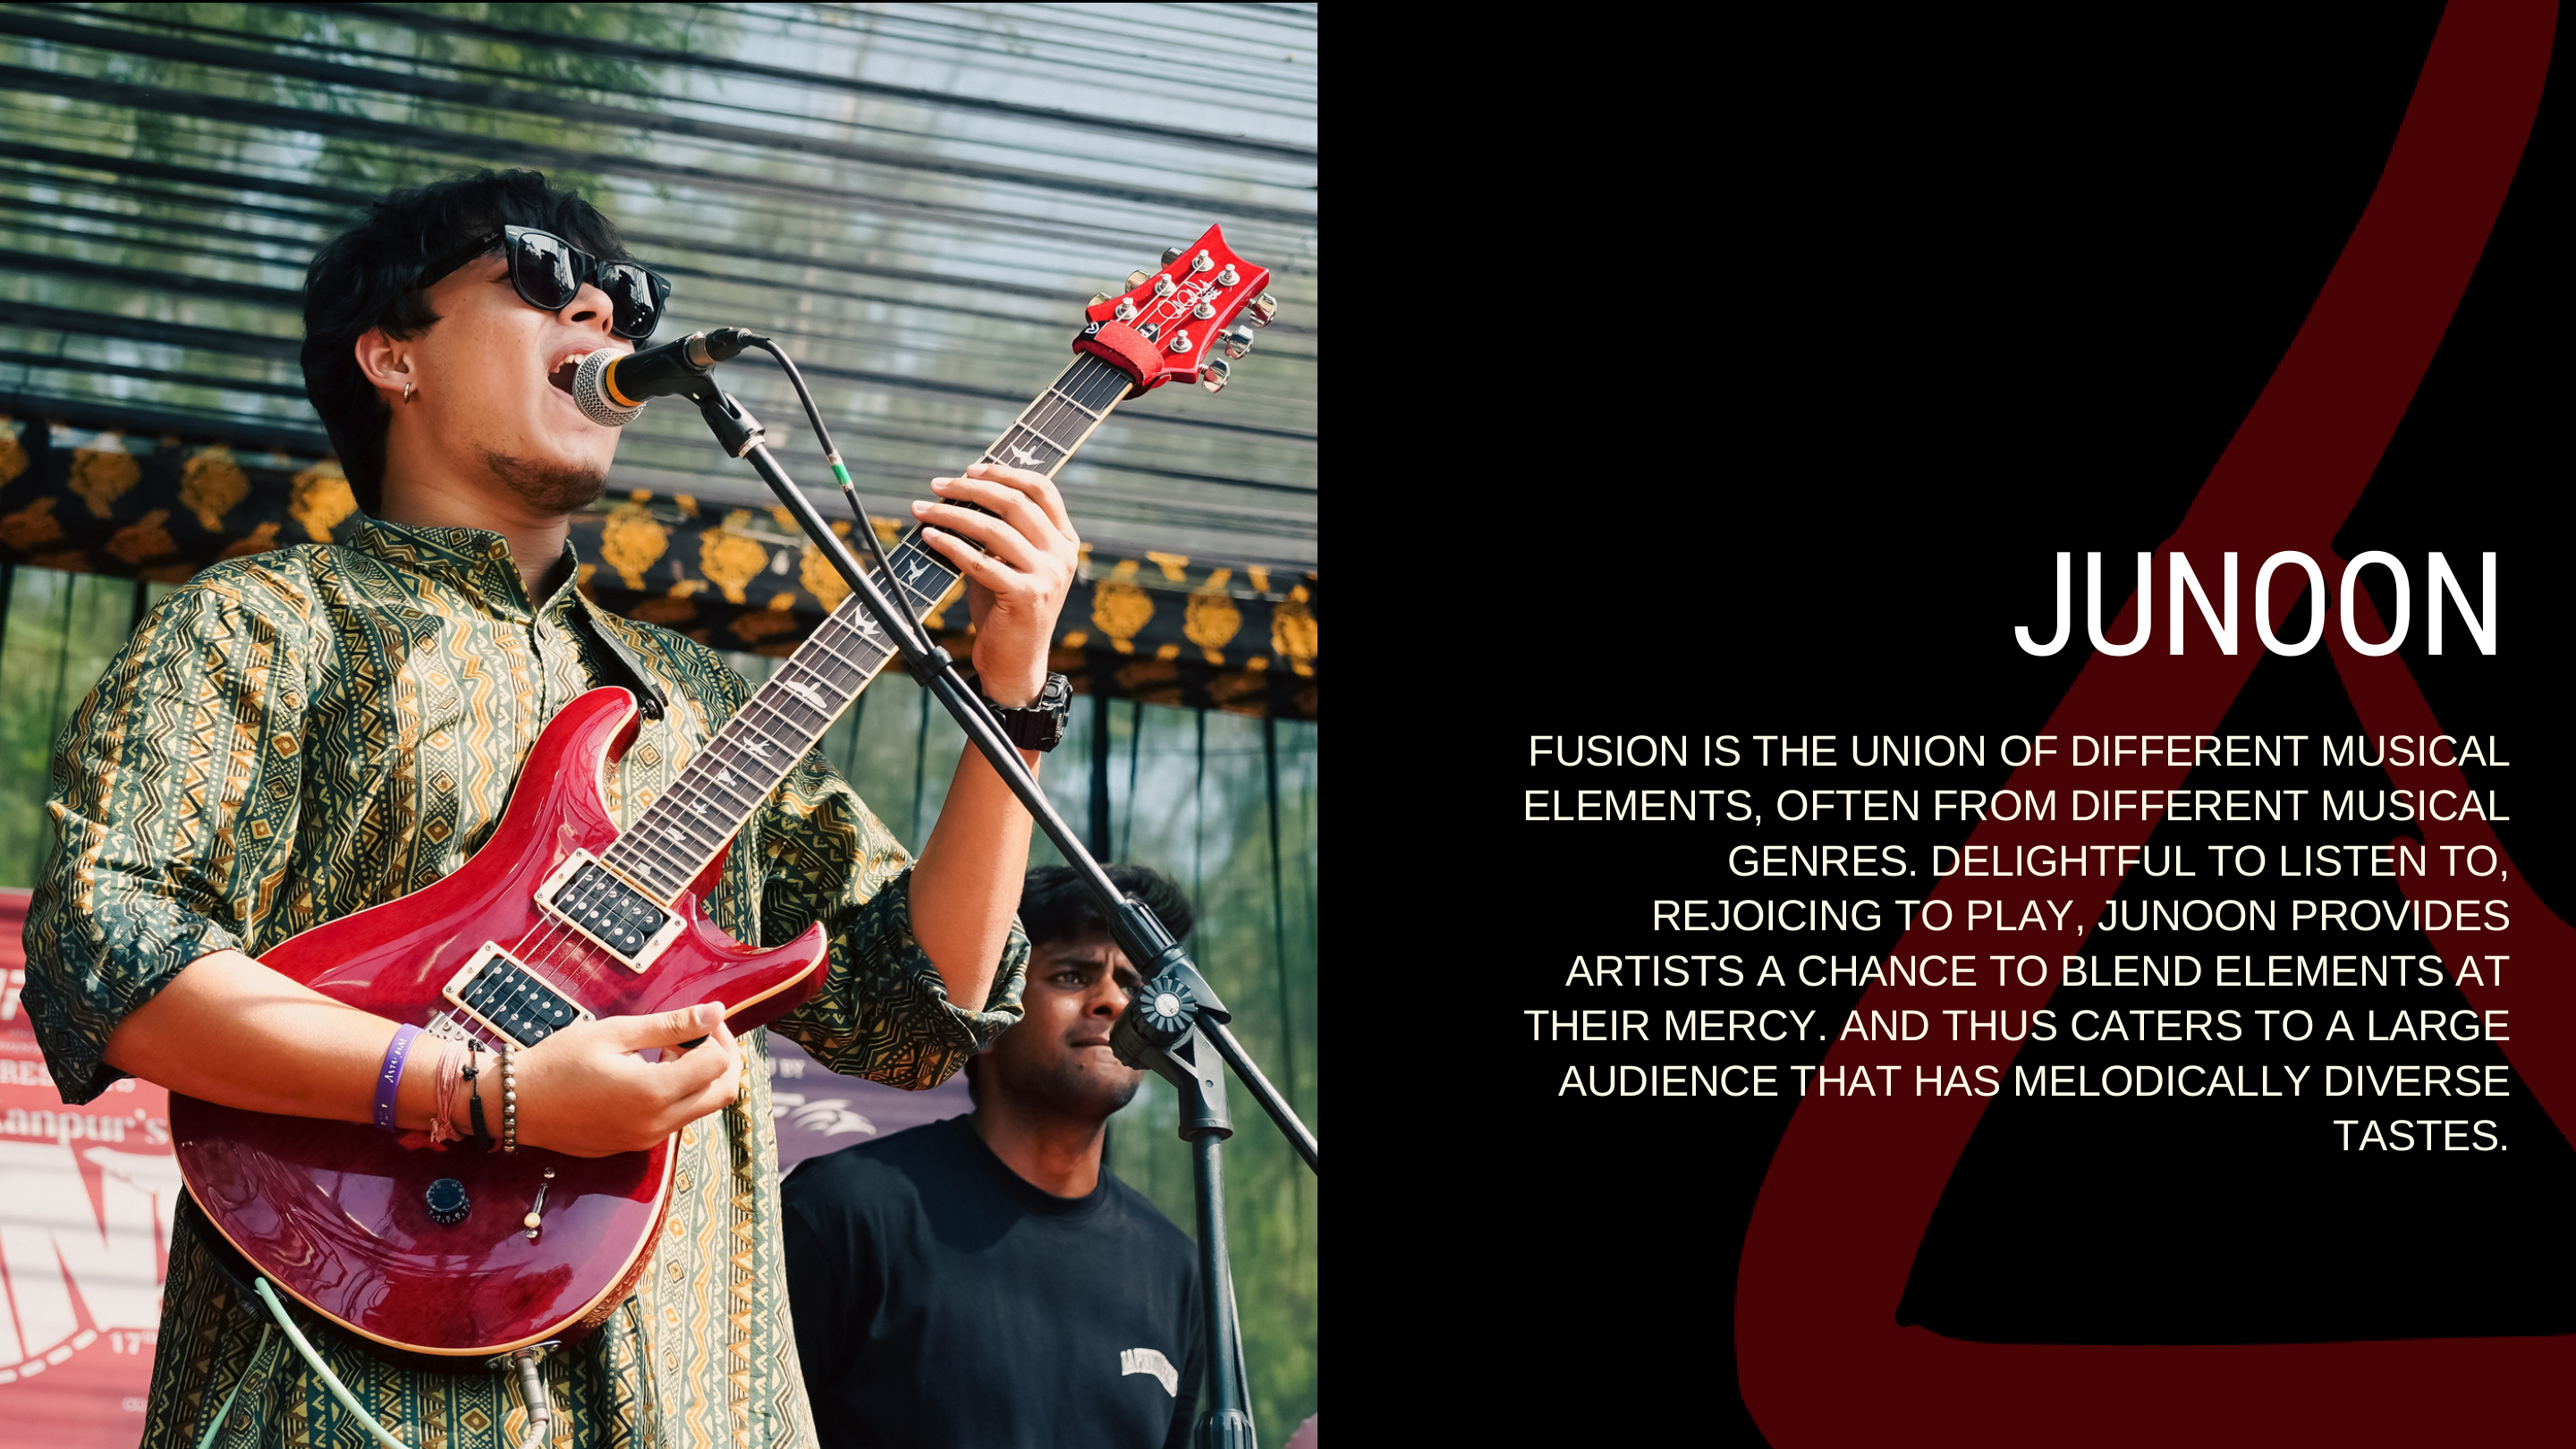 JUNOON
FUSION IS THE UNION OF DIFFERENT MUSICAL
ELEMENTS, OFTEN FROM DIFFERENT MUSICAL
GENRES. DELIGHTFUL TO LISTEN TO,
REJOICING TO PLAY, JUNOON PROVIDES
ARTISTS A CHANCE TO BLEND ELEMENTS AT
THEIR MERCY. AND THUS CATERS TO A LARGE
AUDIENCE THAT HAS MELODICALLY DIVERSE
TASTES.
BY